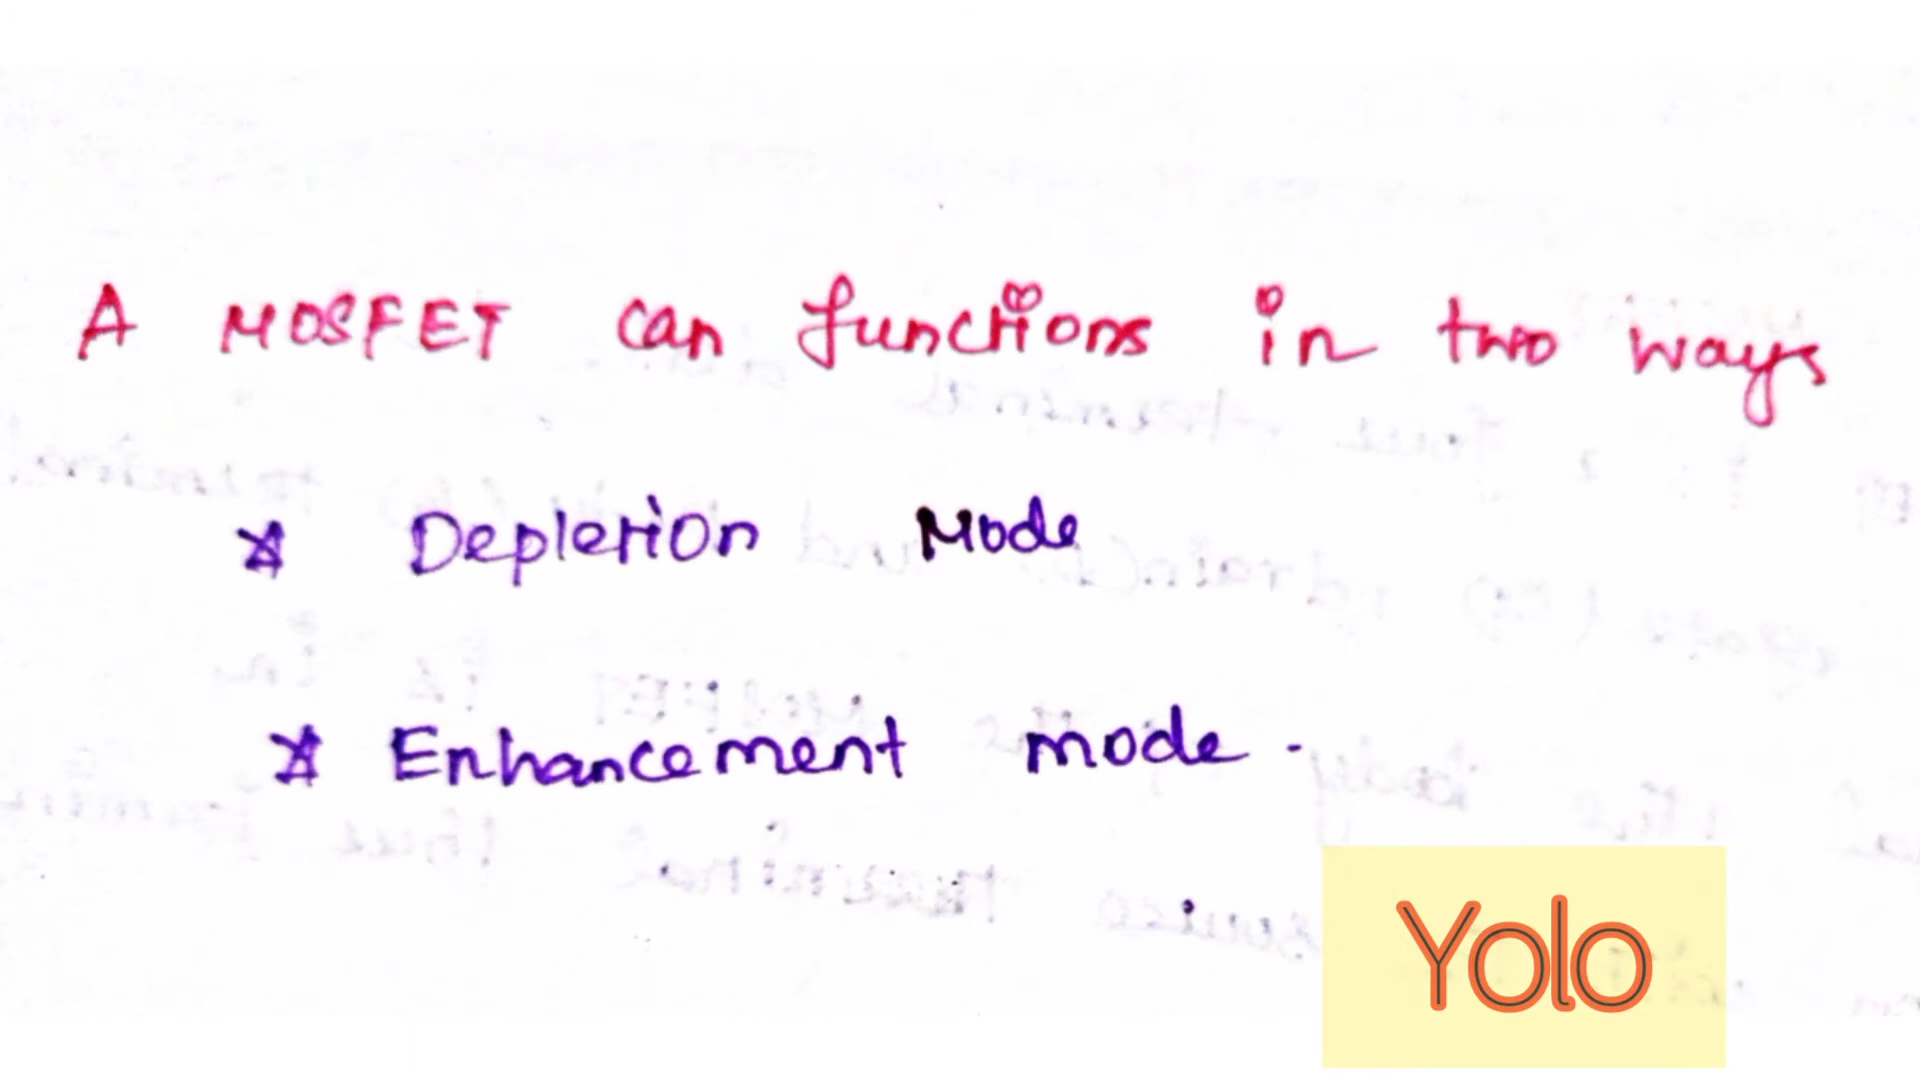 A MOSFET can functions in two ways
* Depletion Mode
* Enhancement mode.
Yolo